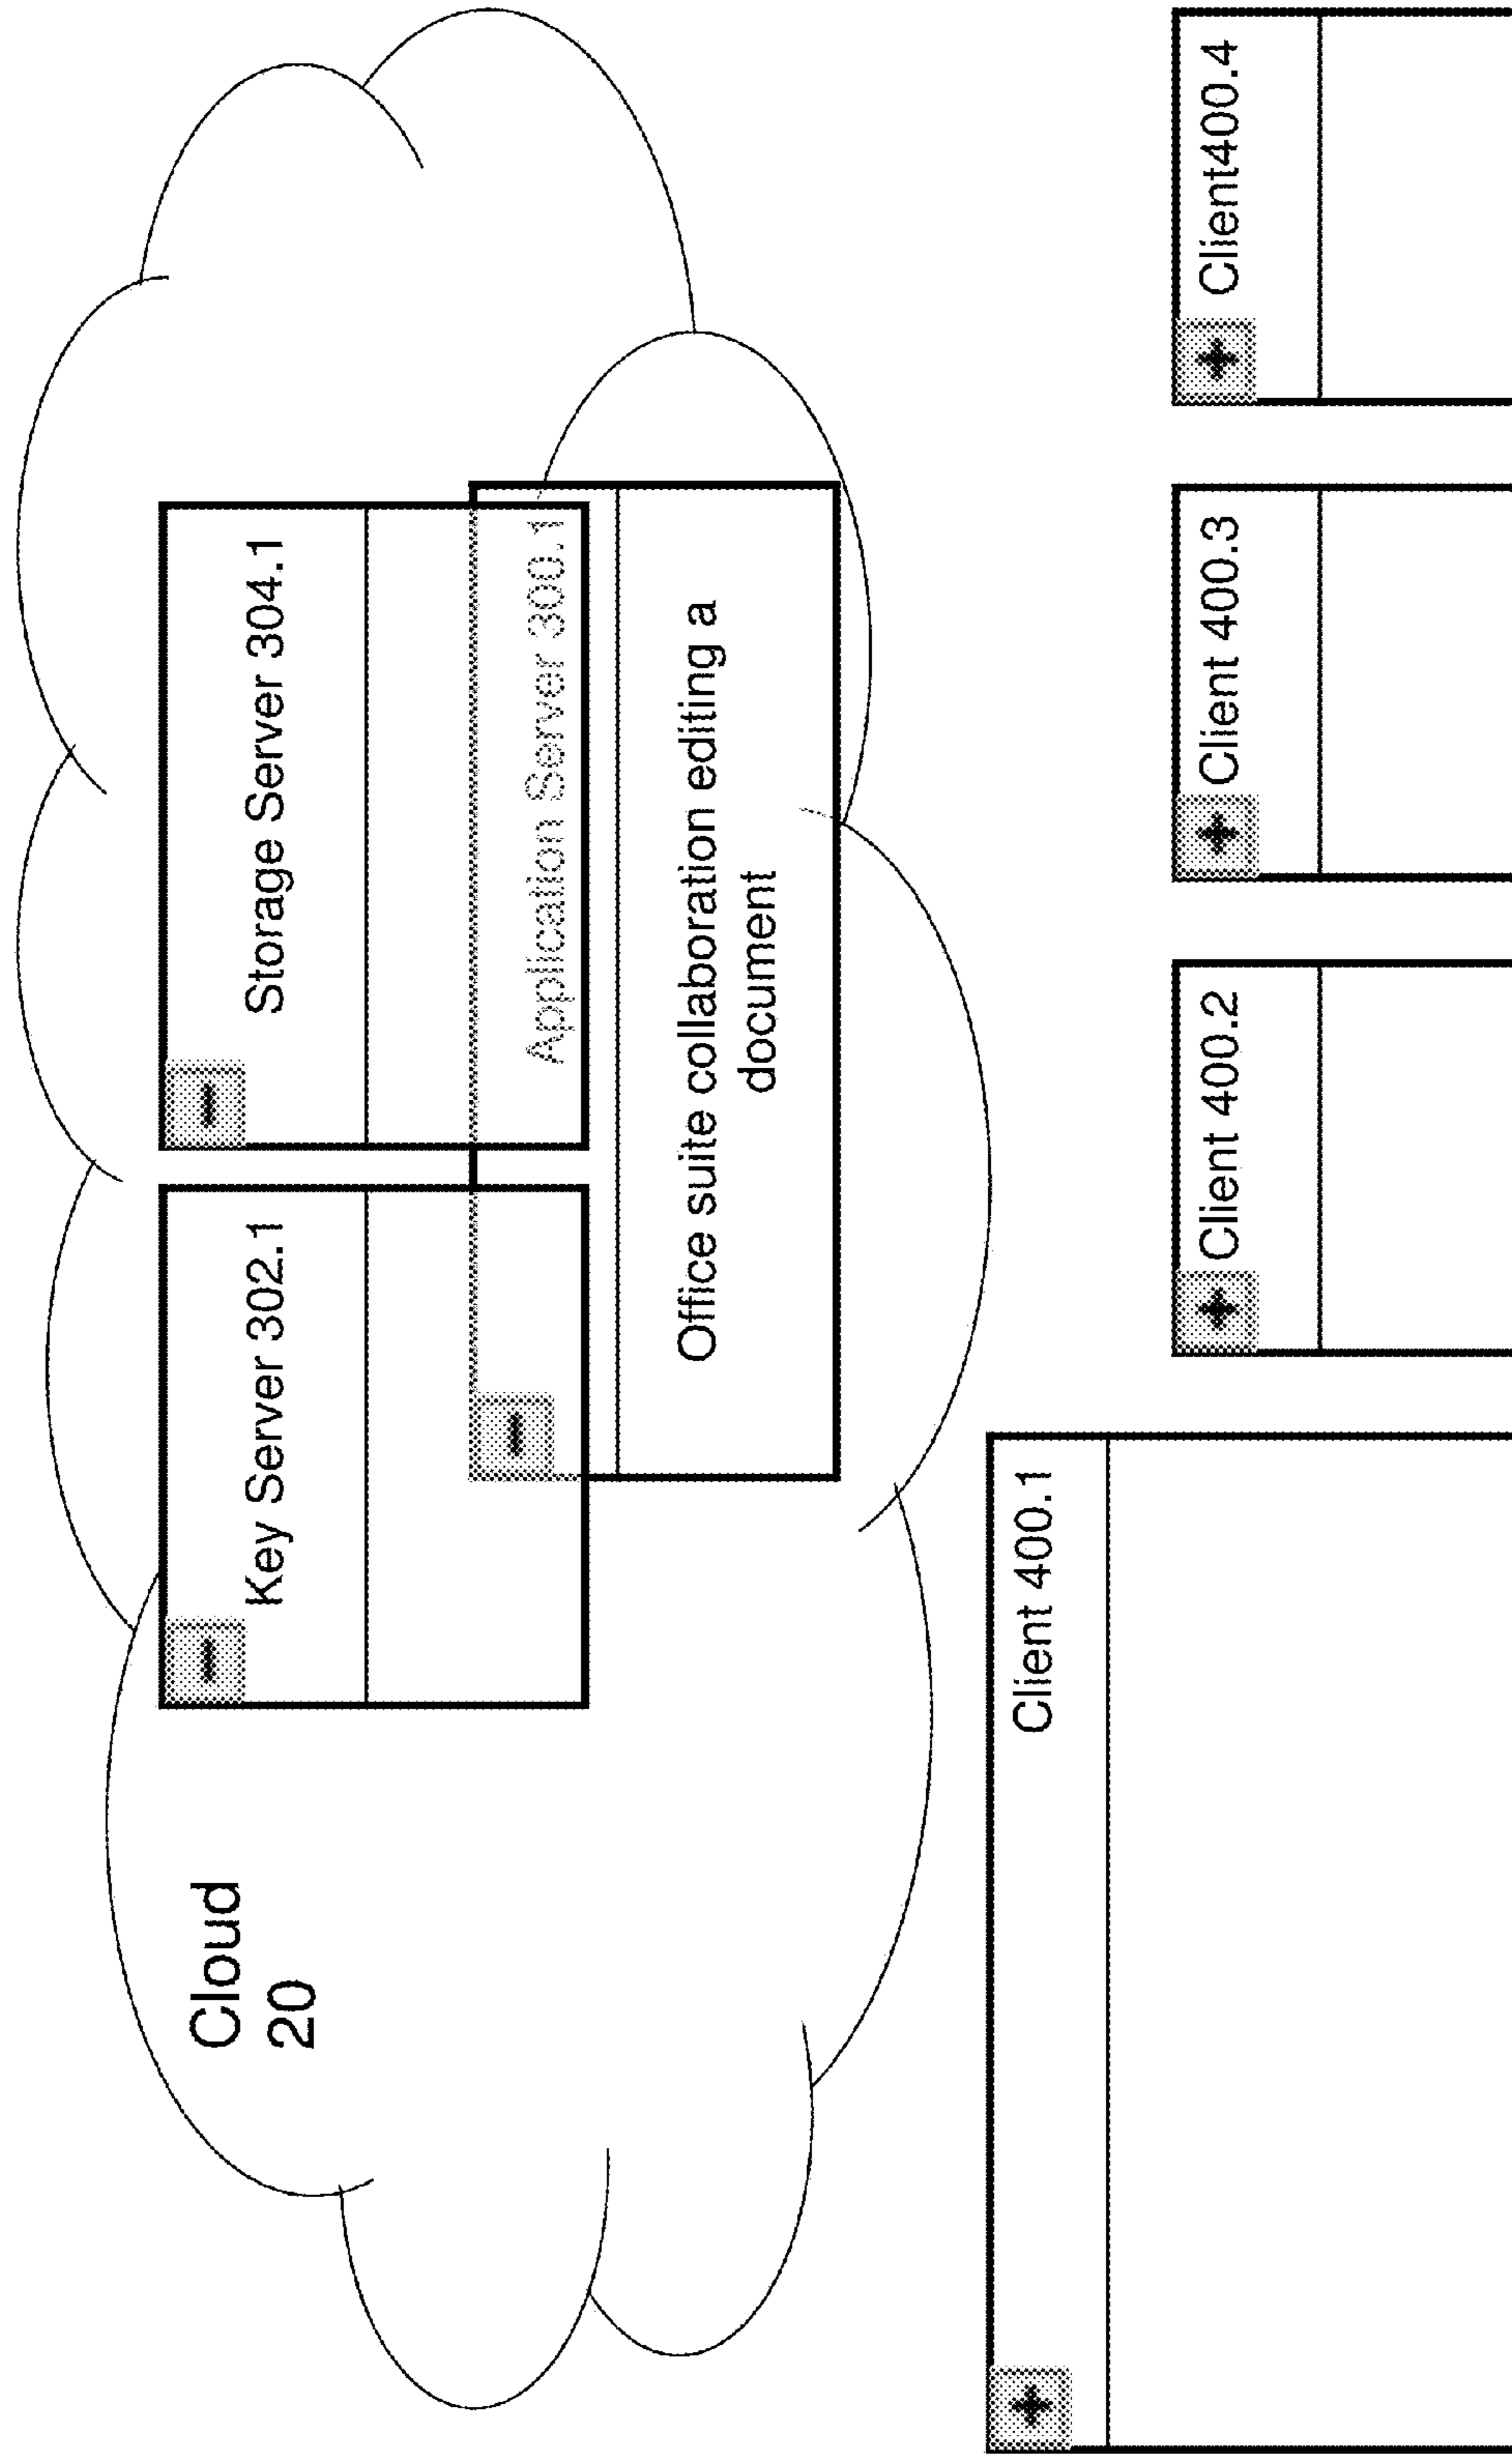 Cloud
20
Key Server 302.1
Storage Server 304.1
Application Server 300.1
Office suite collaboration editing a
document
Client 400.1
Client 400.2
Client 400.3
Client400.4